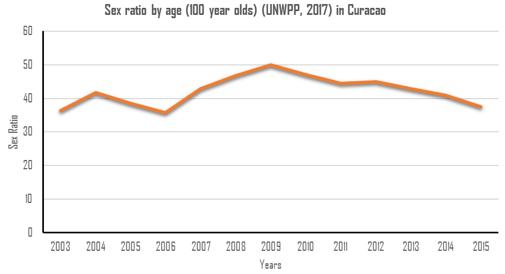 Sex ratio by age (100 year olds) (UNWPP, 2017) in Curacao
60
50
40
30
20
10
0
Sex Ratio
2003 2004 2005 2006 2007 2008 2009 2010 2011 2012 2013 2014 2015
Years